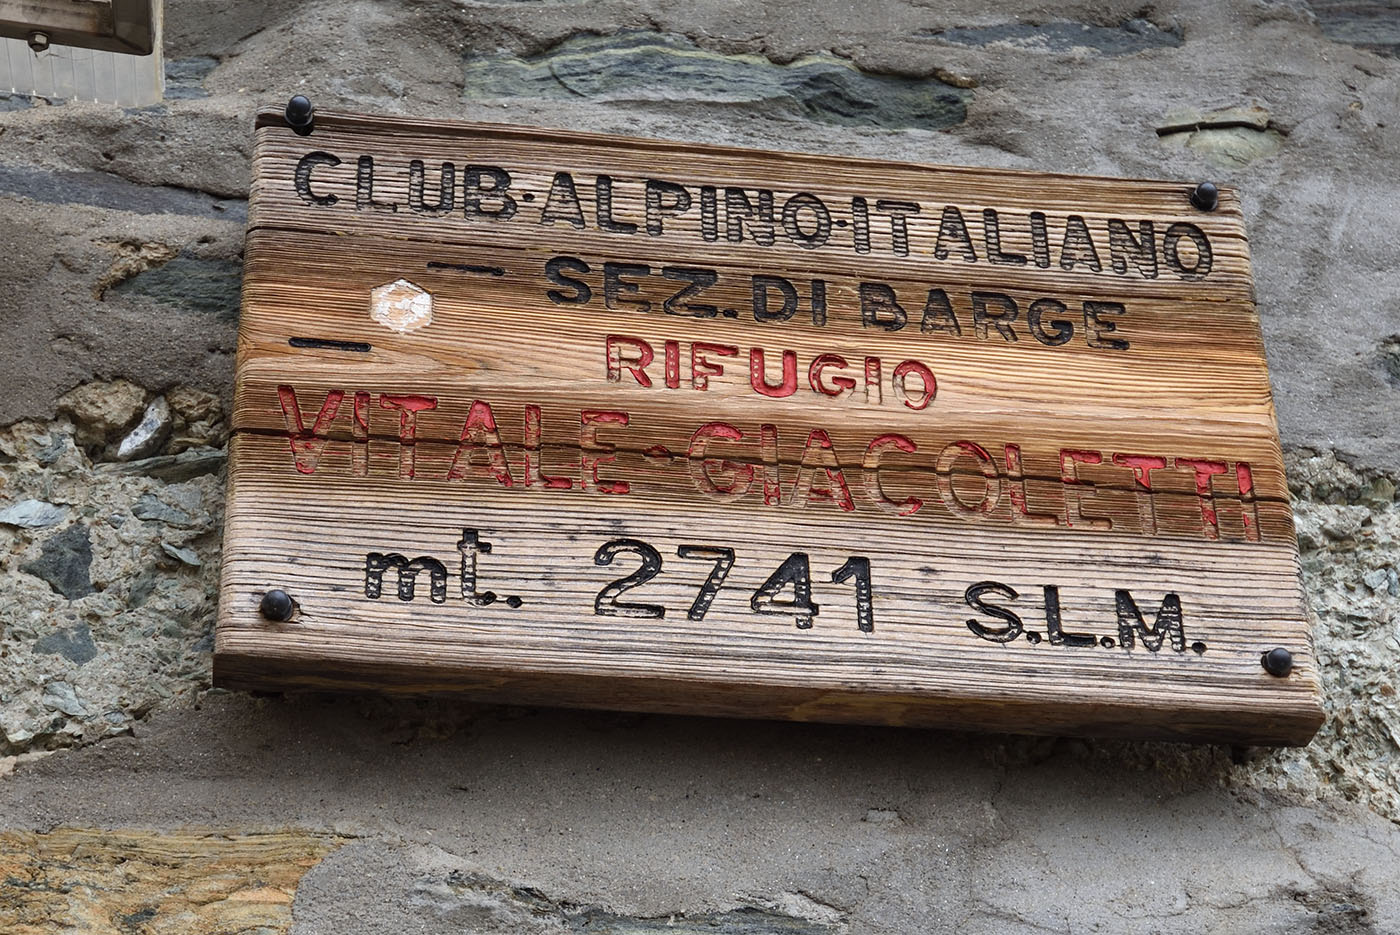 CLUB·ALPINO·ITALIANO
SEZ. DI BARGE
RIFUGIO
VITALE·GIACOLETTI
mt. 2741 S.L.M.